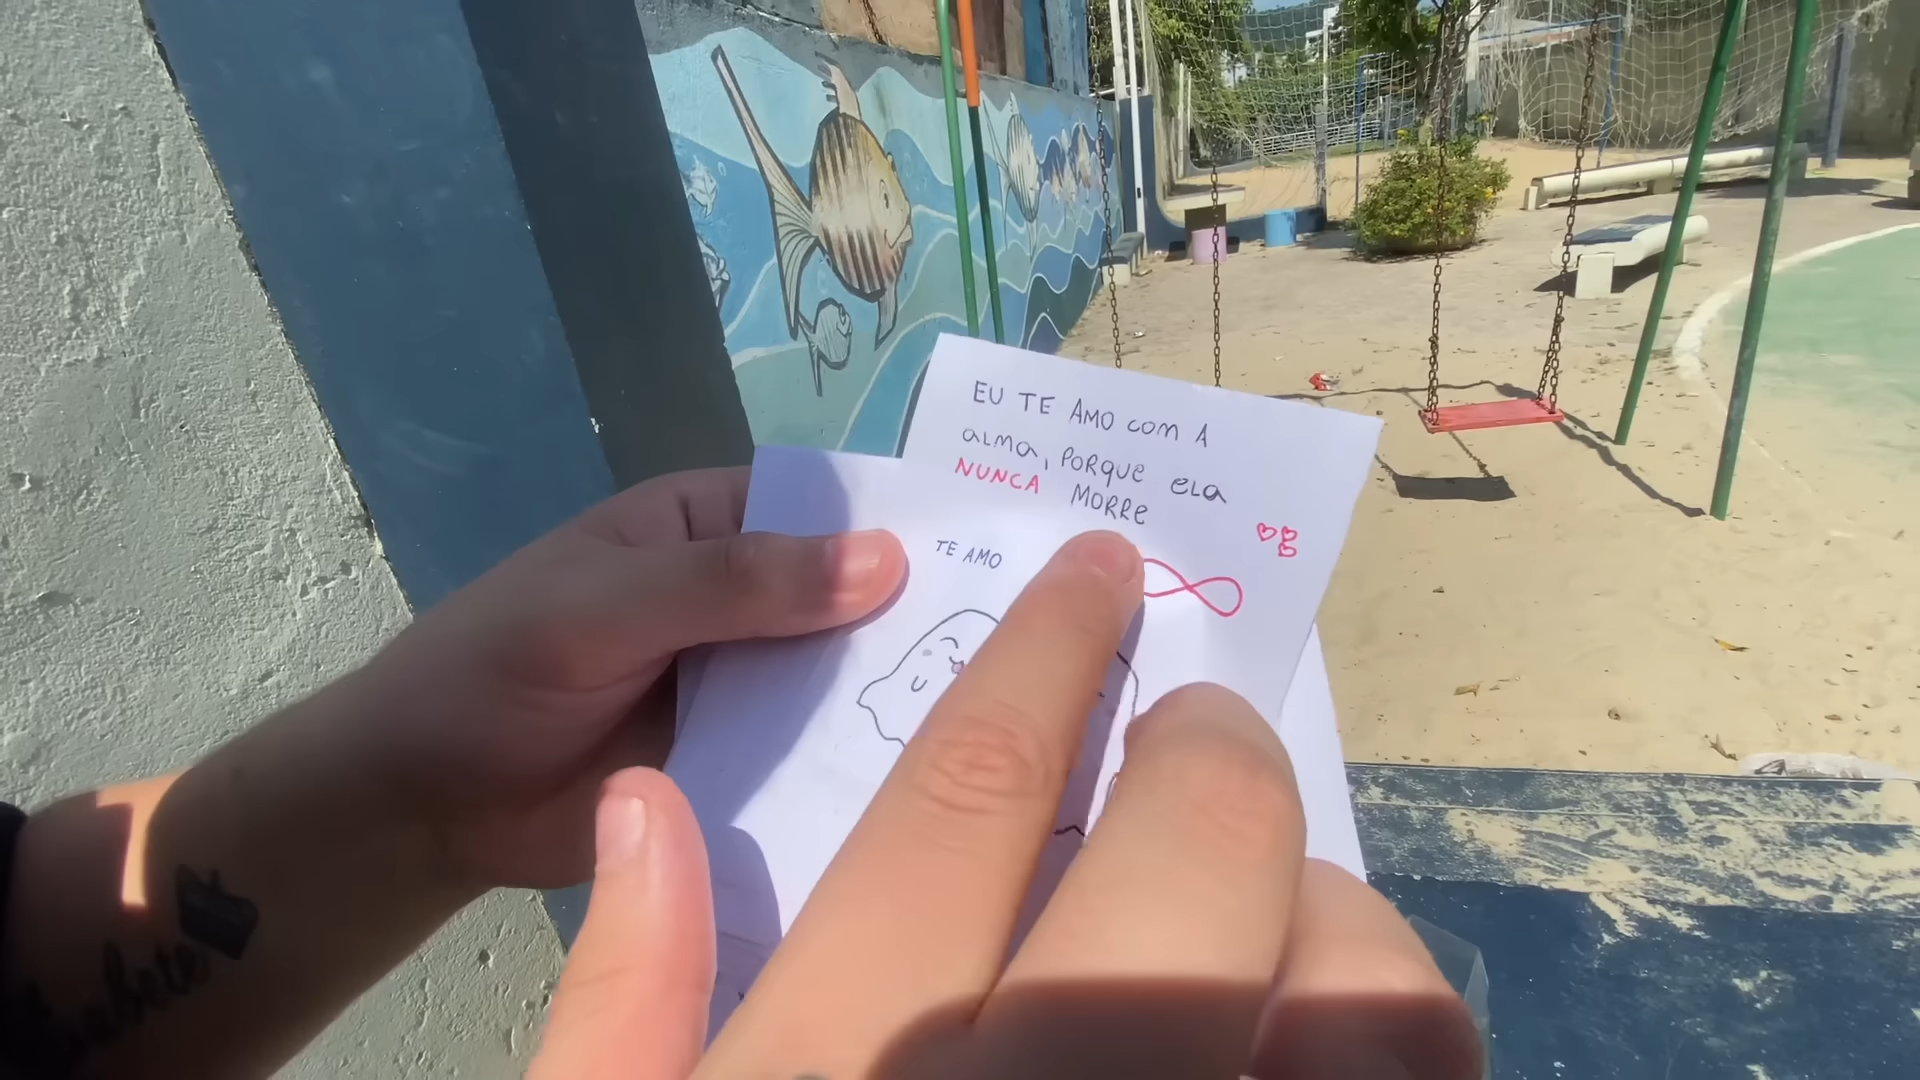 EU TE AMO COM A
aLma, PORQUE ELA
NUNCA MORRe
TE AMO